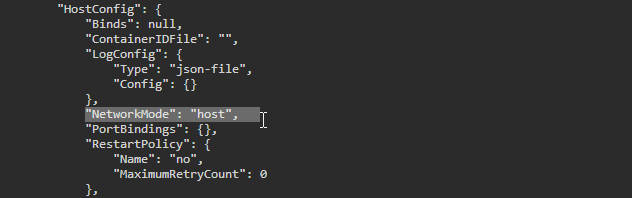 "HostConfig": {
"Binds": null,
"ContainerIDFile": "",
"LogConfig": {
"Type": "json-file",
"Config": {}
},
"NetworkMode": "host",
"PortBindings": {},
"RestartPolicy": {
"Name": "no",
"MaximumRetryCount": 0
},